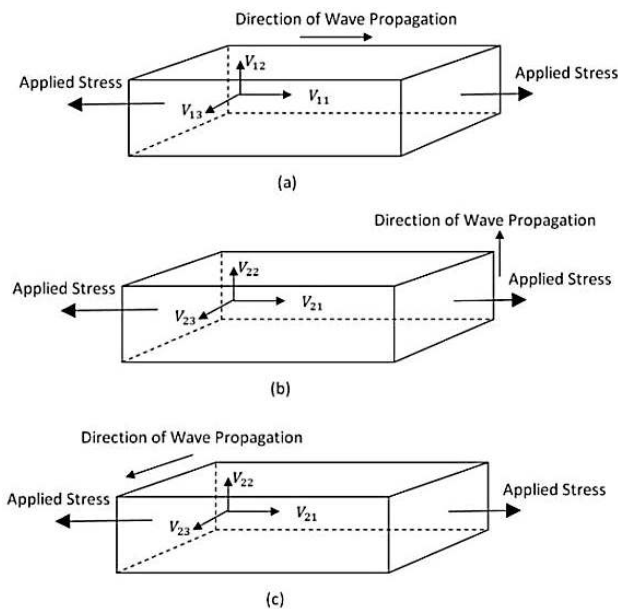 Direction of Wave Propagation
Applied Stress
Applied Stress
V₁₂
V₁₃
V₁₁
(a)
Direction of Wave Propagation
Applied Stress
Applied Stress
V₂₂
V₂₃
V₂₁
(b)
Direction of Wave Propagation
Applied Stress
Applied Stress
V₂₂
V₂₃
V₂₁
(c)